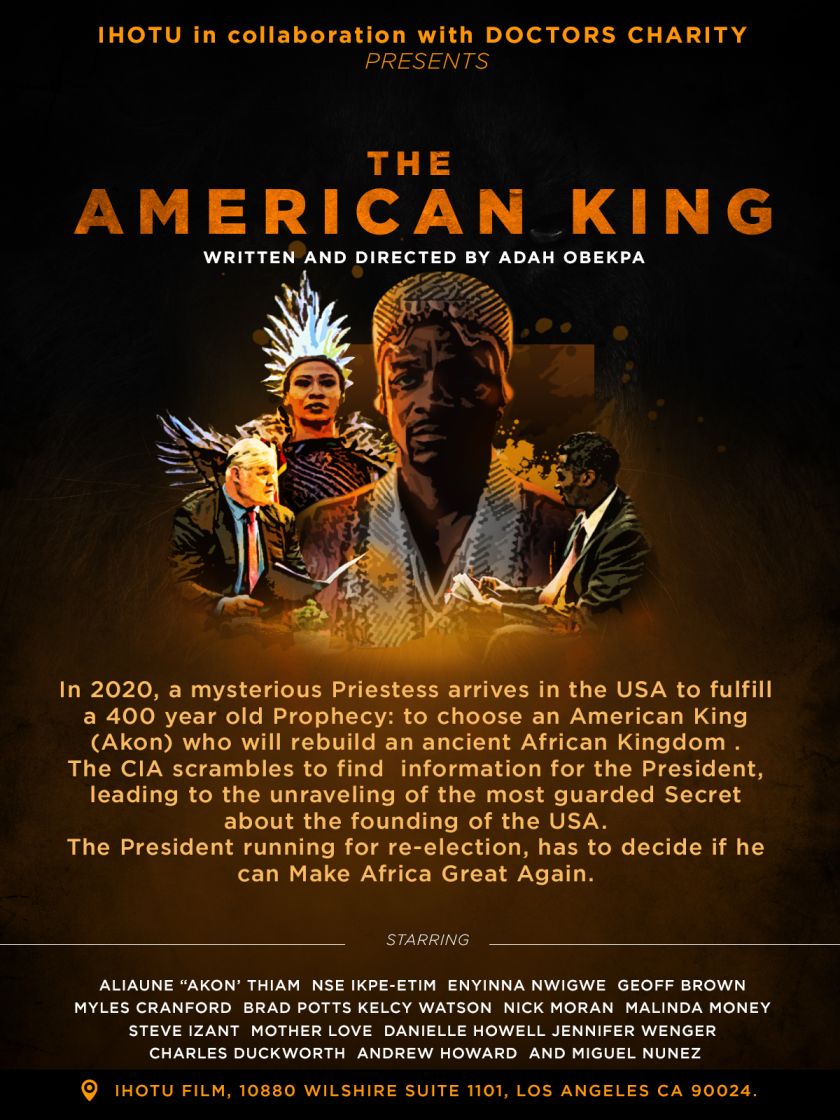 IHOTU in collaboration with DOCTORS CHARITY
PRESENTS
THE
AMERICAN KING
WRITTEN AND DIRECTED BY ADAH OBEKPA
In 2020, a mysterious Priestess arrives in the USA to fulfill
a 400 year old Prophecy: to choose an American King
(Akon) who will rebuild an ancient African Kingdom .
The CIA scrambles to find  information for the President,
leading to the unraveling of the most guarded Secret
about the founding of the USA.
The President running for re-election, has to decide if he
can Make Africa Great Again.
STARRING
ALIAUNE “AKON’ THIAM  NSE IKPE-ETIM  ENYINNA NWIGWE  GEOFF BROWN
MYLES CRANFORD  BRAD POTTS KELCY WATSON  NICK MORAN  MALINDA MONEY
STEVE IZANT  MOTHER LOVE  DANIELLE HOWELL JENNIFER WENGER
CHARLES DUCKWORTH  ANDREW HOWARD  AND MIGUEL NUNEZ
IHOTU FILM, 10880 WILSHIRE SUITE 1101, LOS ANGELES CA 90024.